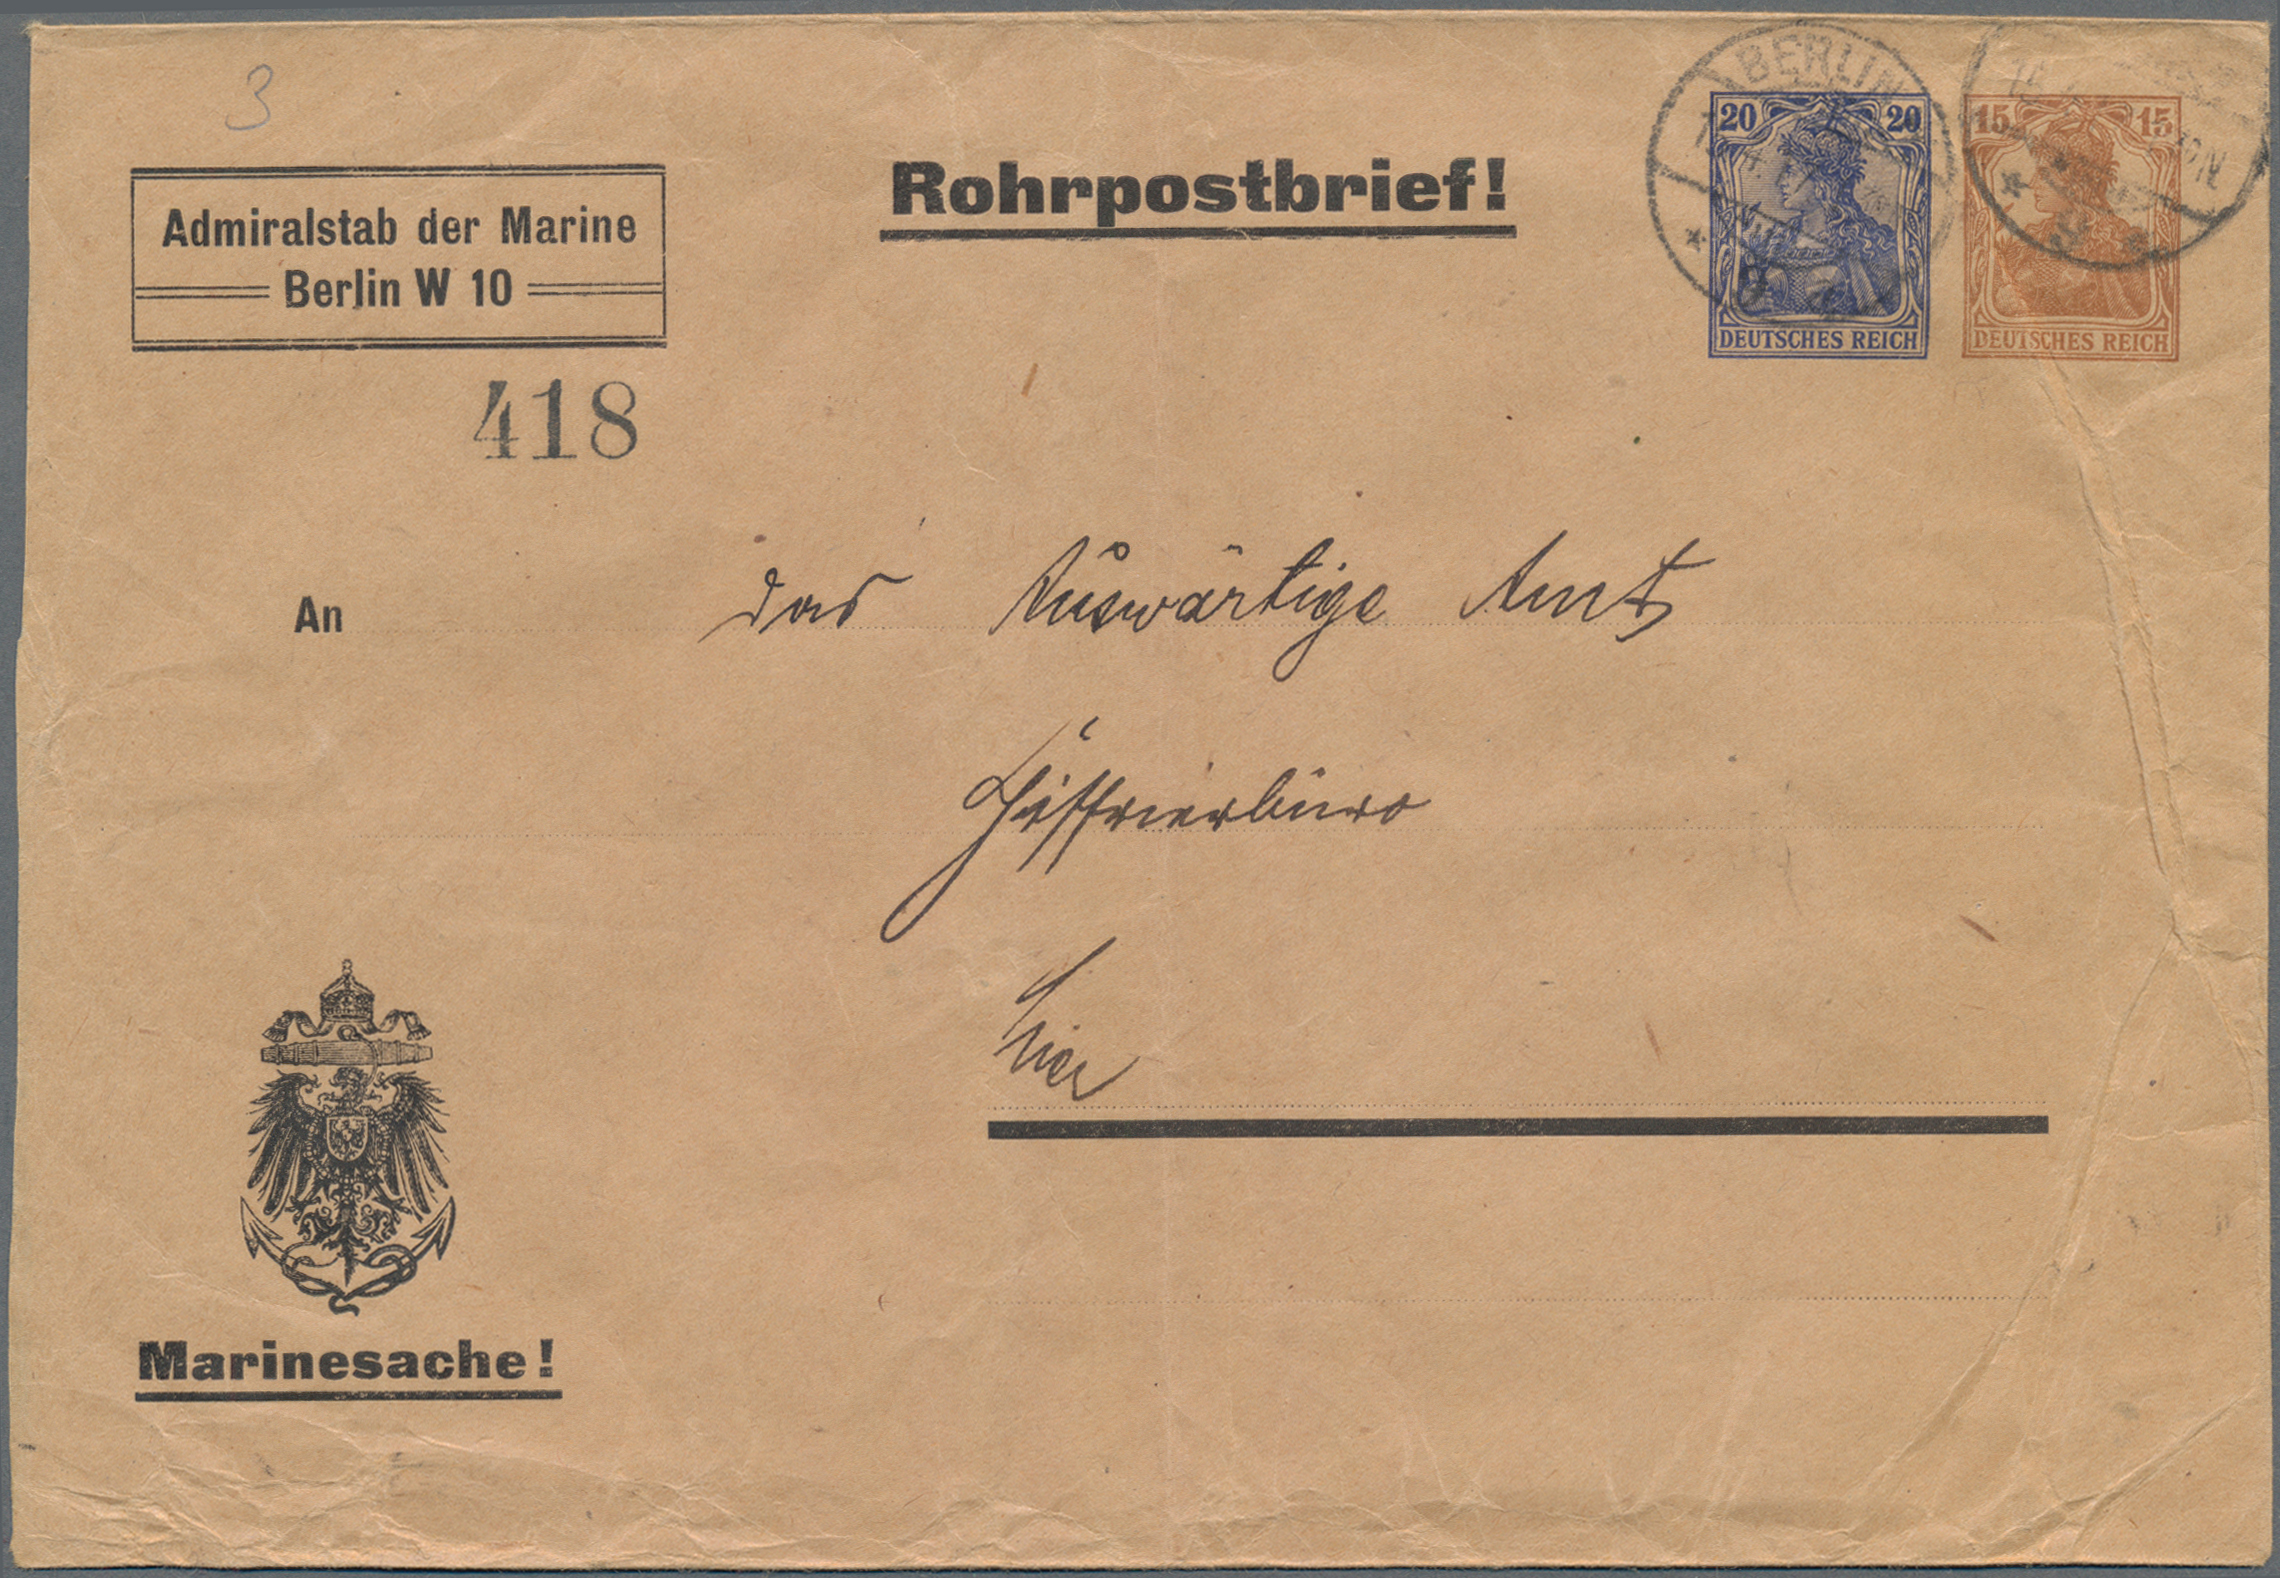 3
Admiralstab der Marine
Berlin W 10
Rohrpostbrief!
BERLIN
20 20
DEUTSCHES REICH
15 15
DEUTSCHES REICH
418
An das Auswärtige Amt
Chiffrierbüro
hier
Marinesache!